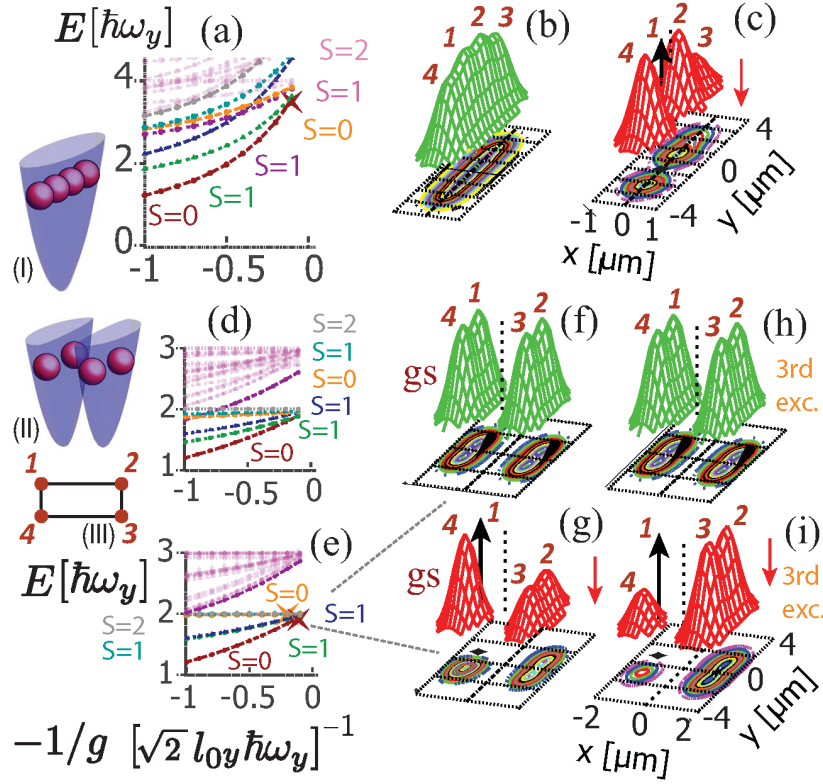 E[ħω_y]
(a)
4
2
0
-1
-0.5
0
S=2
S=1
S=0
S=1
S=1
S=0
(I)
(b)
1 2 3
4
(c)
1 2
4 3
4
0
-4
y [μm]
-1 0 1
x [μm]
(II)
(d)
3
2
1
-1
-0.5
0
S=2
S=1
S=0
S=1
S=1
S=0
1 2
4 3
(III)
E[ħω_y]
(e)
3
2
1
-1
-0.5
0
S=0
S=1
S=2
S=1
S=0
S=1
−1/g [√2 l_{0y} ħω_y]^{−1}
gs
(f)
1 2
4 3
(h)
1 2
4 3
3rd
exc.
gs
(g)
1
4 2
3
(i)
1 2
3
4
3rd
exc.
4
0
-4
y [μm]
-2 0 2
x [μm]